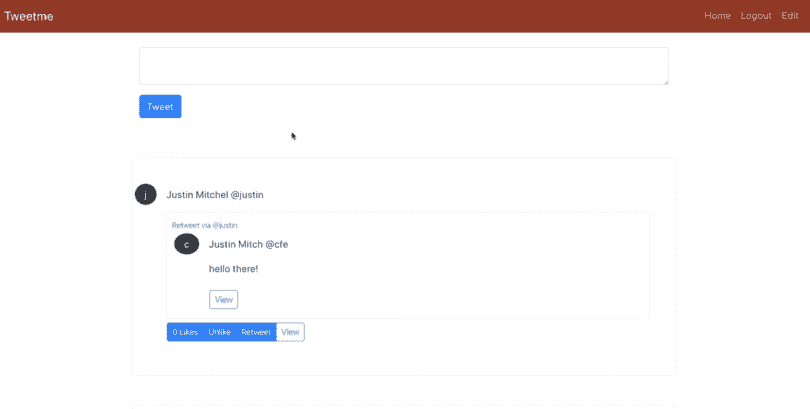 Tweetme
Home Logout Edit
Tweet
j
Justin Mitchel @justin
Retweet via @justin
c
Justin Mitch @cfe
hello there!
View
0 Likes Unlike Retweet View